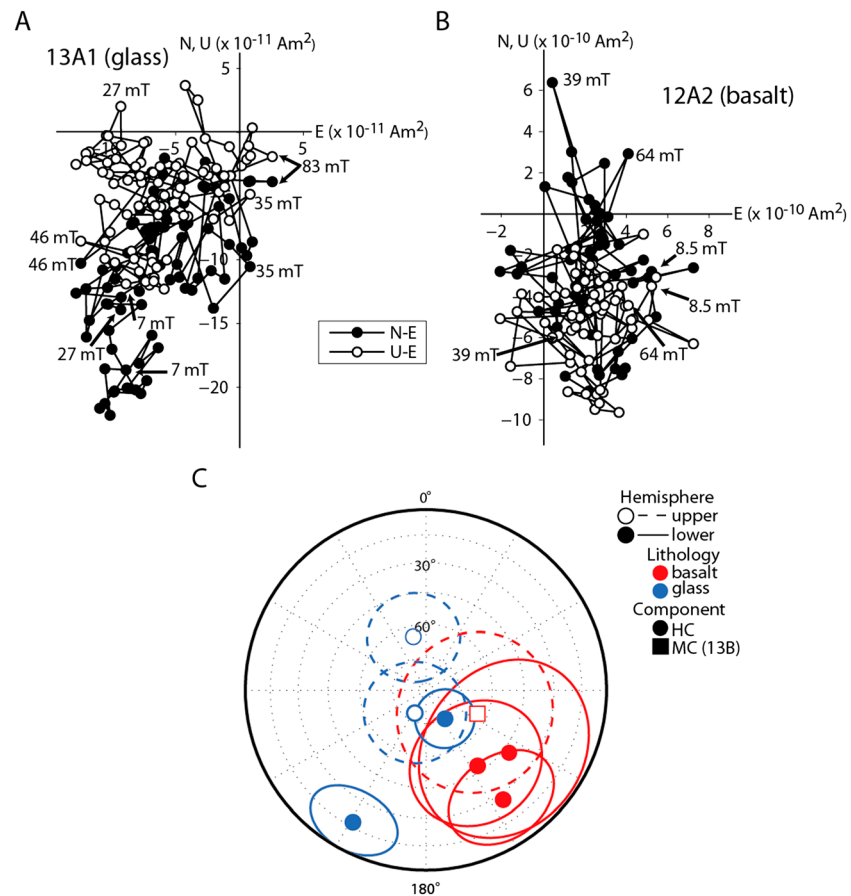 A
N, U (x 10⁻¹¹ Am²)
13A1 (glass)
5
27 mT
E (x 10⁻¹¹ Am²)
−5
5
83 mT
35 mT
46 mT
46 mT
−10
35 mT
7 mT
−15
27 mT
7 mT
−20
N-E
U-E
B
N, U (x 10⁻¹⁰ Am²)
39 mT
12A2 (basalt)
6
4
64 mT
2
E (x 10⁻¹⁰ Am²)
−2
4
6
8
8.5 mT
−2
−4
8.5 mT
39 mT
64 mT
−6
−8
−10
C
0°
30°
60°
180°
Hemisphere
upper
lower
Lithology
basalt
glass
Component
HC
MC (13B)